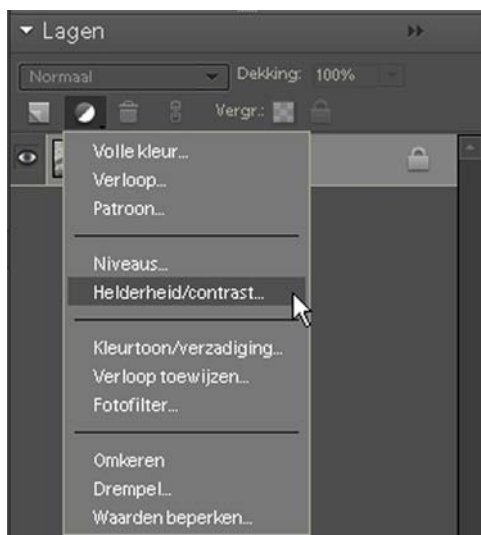 Lagen
Normaal Dekking: 100%
Vergr.:
Volle kleur...
Verloop...
Patroon...
Niveaus...
Helderheid/contrast...
Kleurtoon/verzadiging...
Verloop toewijzen...
Fotofilter...
Omkeren
Drempel...
Waarden beperken...